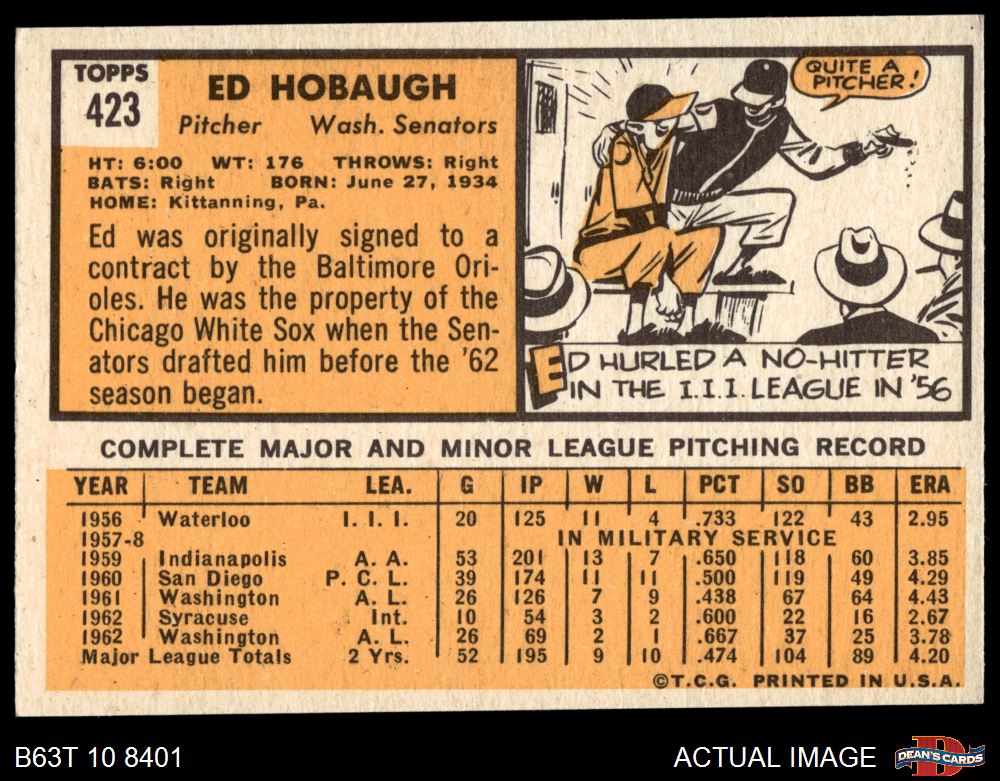 TOPPS
423
ED HOBAUGH
Pitcher Wash. Senators
HT: 6:00 WT: 176 THROWS: Right
BATS: Right BORN: June 27, 1934
HOME: Kittanning, Pa.
Ed was originally signed to a
contract by the Baltimore Ori-
oles. He was the property of the
Chicago White Sox when the Sen-
ators drafted him before the '62
season began.
QUITE A
PITCHER!
ED HURLED A NO-HITTER
IN THE I.I.I. LEAGUE IN '56
COMPLETE MAJOR AND MINOR LEAGUE PITCHING RECORD
YEAR TEAM LEA. G IP W L PCT SO BB ERA
1956 Waterloo I. I. I. 20 125 11 4 .733 122 43 2.95
1957-8 IN MILITARY SERVICE
1959 Indianapolis A. A. 53 201 13 7 .650 118 60 3.85
1960 San Diego P. C. L. 39 174 11 11 .500 119 49 4.29
1961 Washington A. L. 26 126 7 9 .438 67 64 4.43
1962 Syracuse Int. 10 54 3 2 .600 22 16 2.67
1962 Washington A. L. 26 69 2 1 .667 37 25 3.78
Major League Totals 2 Yrs. 52 195 9 10 .474 104 89 4.20
©T.C.G. PRINTED IN U.S.A.
B63T 10 8401
ACTUAL IMAGE
D
DEAN'S CARDS